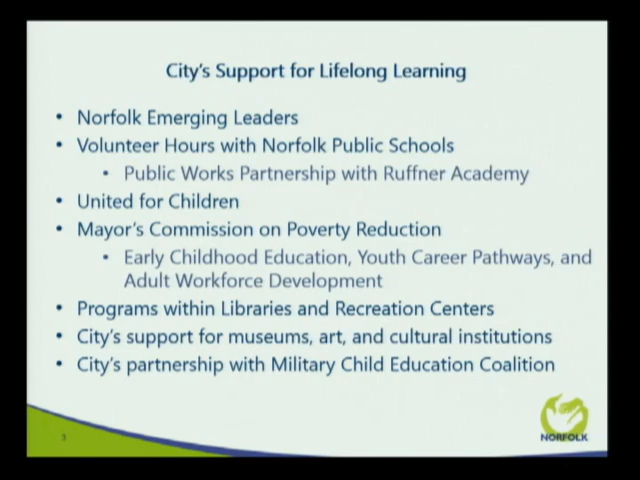 City's Support for Lifelong Learning
• Norfolk Emerging Leaders
• Volunteer Hours with Norfolk Public Schools
• Public Works Partnership with Ruffner Academy
• United for Children
• Mayor's Commission on Poverty Reduction
• Early Childhood Education, Youth Career Pathways, and
Adult Workforce Development
• Programs within Libraries and Recreation Centers
• City's support for museums, art, and cultural institutions
• City's partnership with Military Child Education Coalition
3
NORFOLK